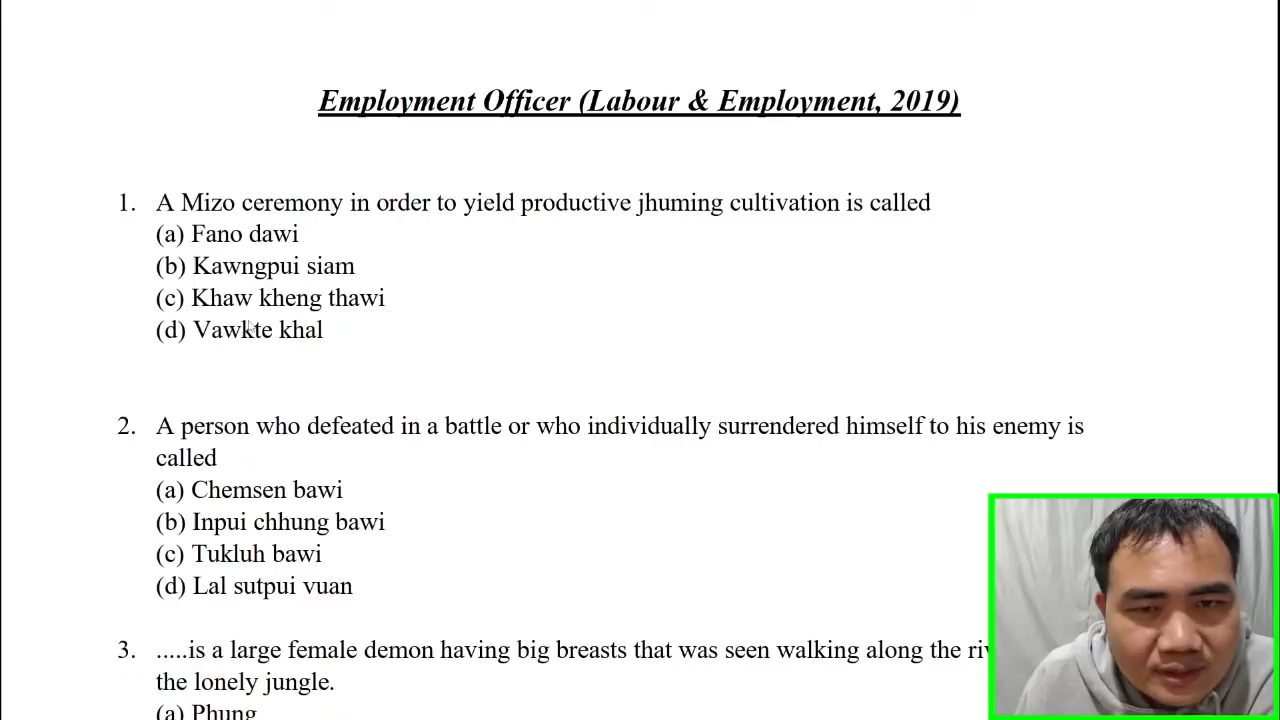 Employment Officer (Labour & Employment, 2019)
1. A Mizo ceremony in order to yield productive jhuming cultivation is called
(a) Fano dawi
(b) Kawngpui siam
(c) Khaw kheng thawi
(d) Vawkte khal
2. A person who defeated in a battle or who individually surrendered himself to his enemy is
called
(a) Chemsen bawi
(b) Inpui chhung bawi
(c) Tukluh bawi
(d) Lal sutpui vuan
3. .....is a large female demon having big breasts that was seen walking along the
the lonely jungle.
(a) Phung